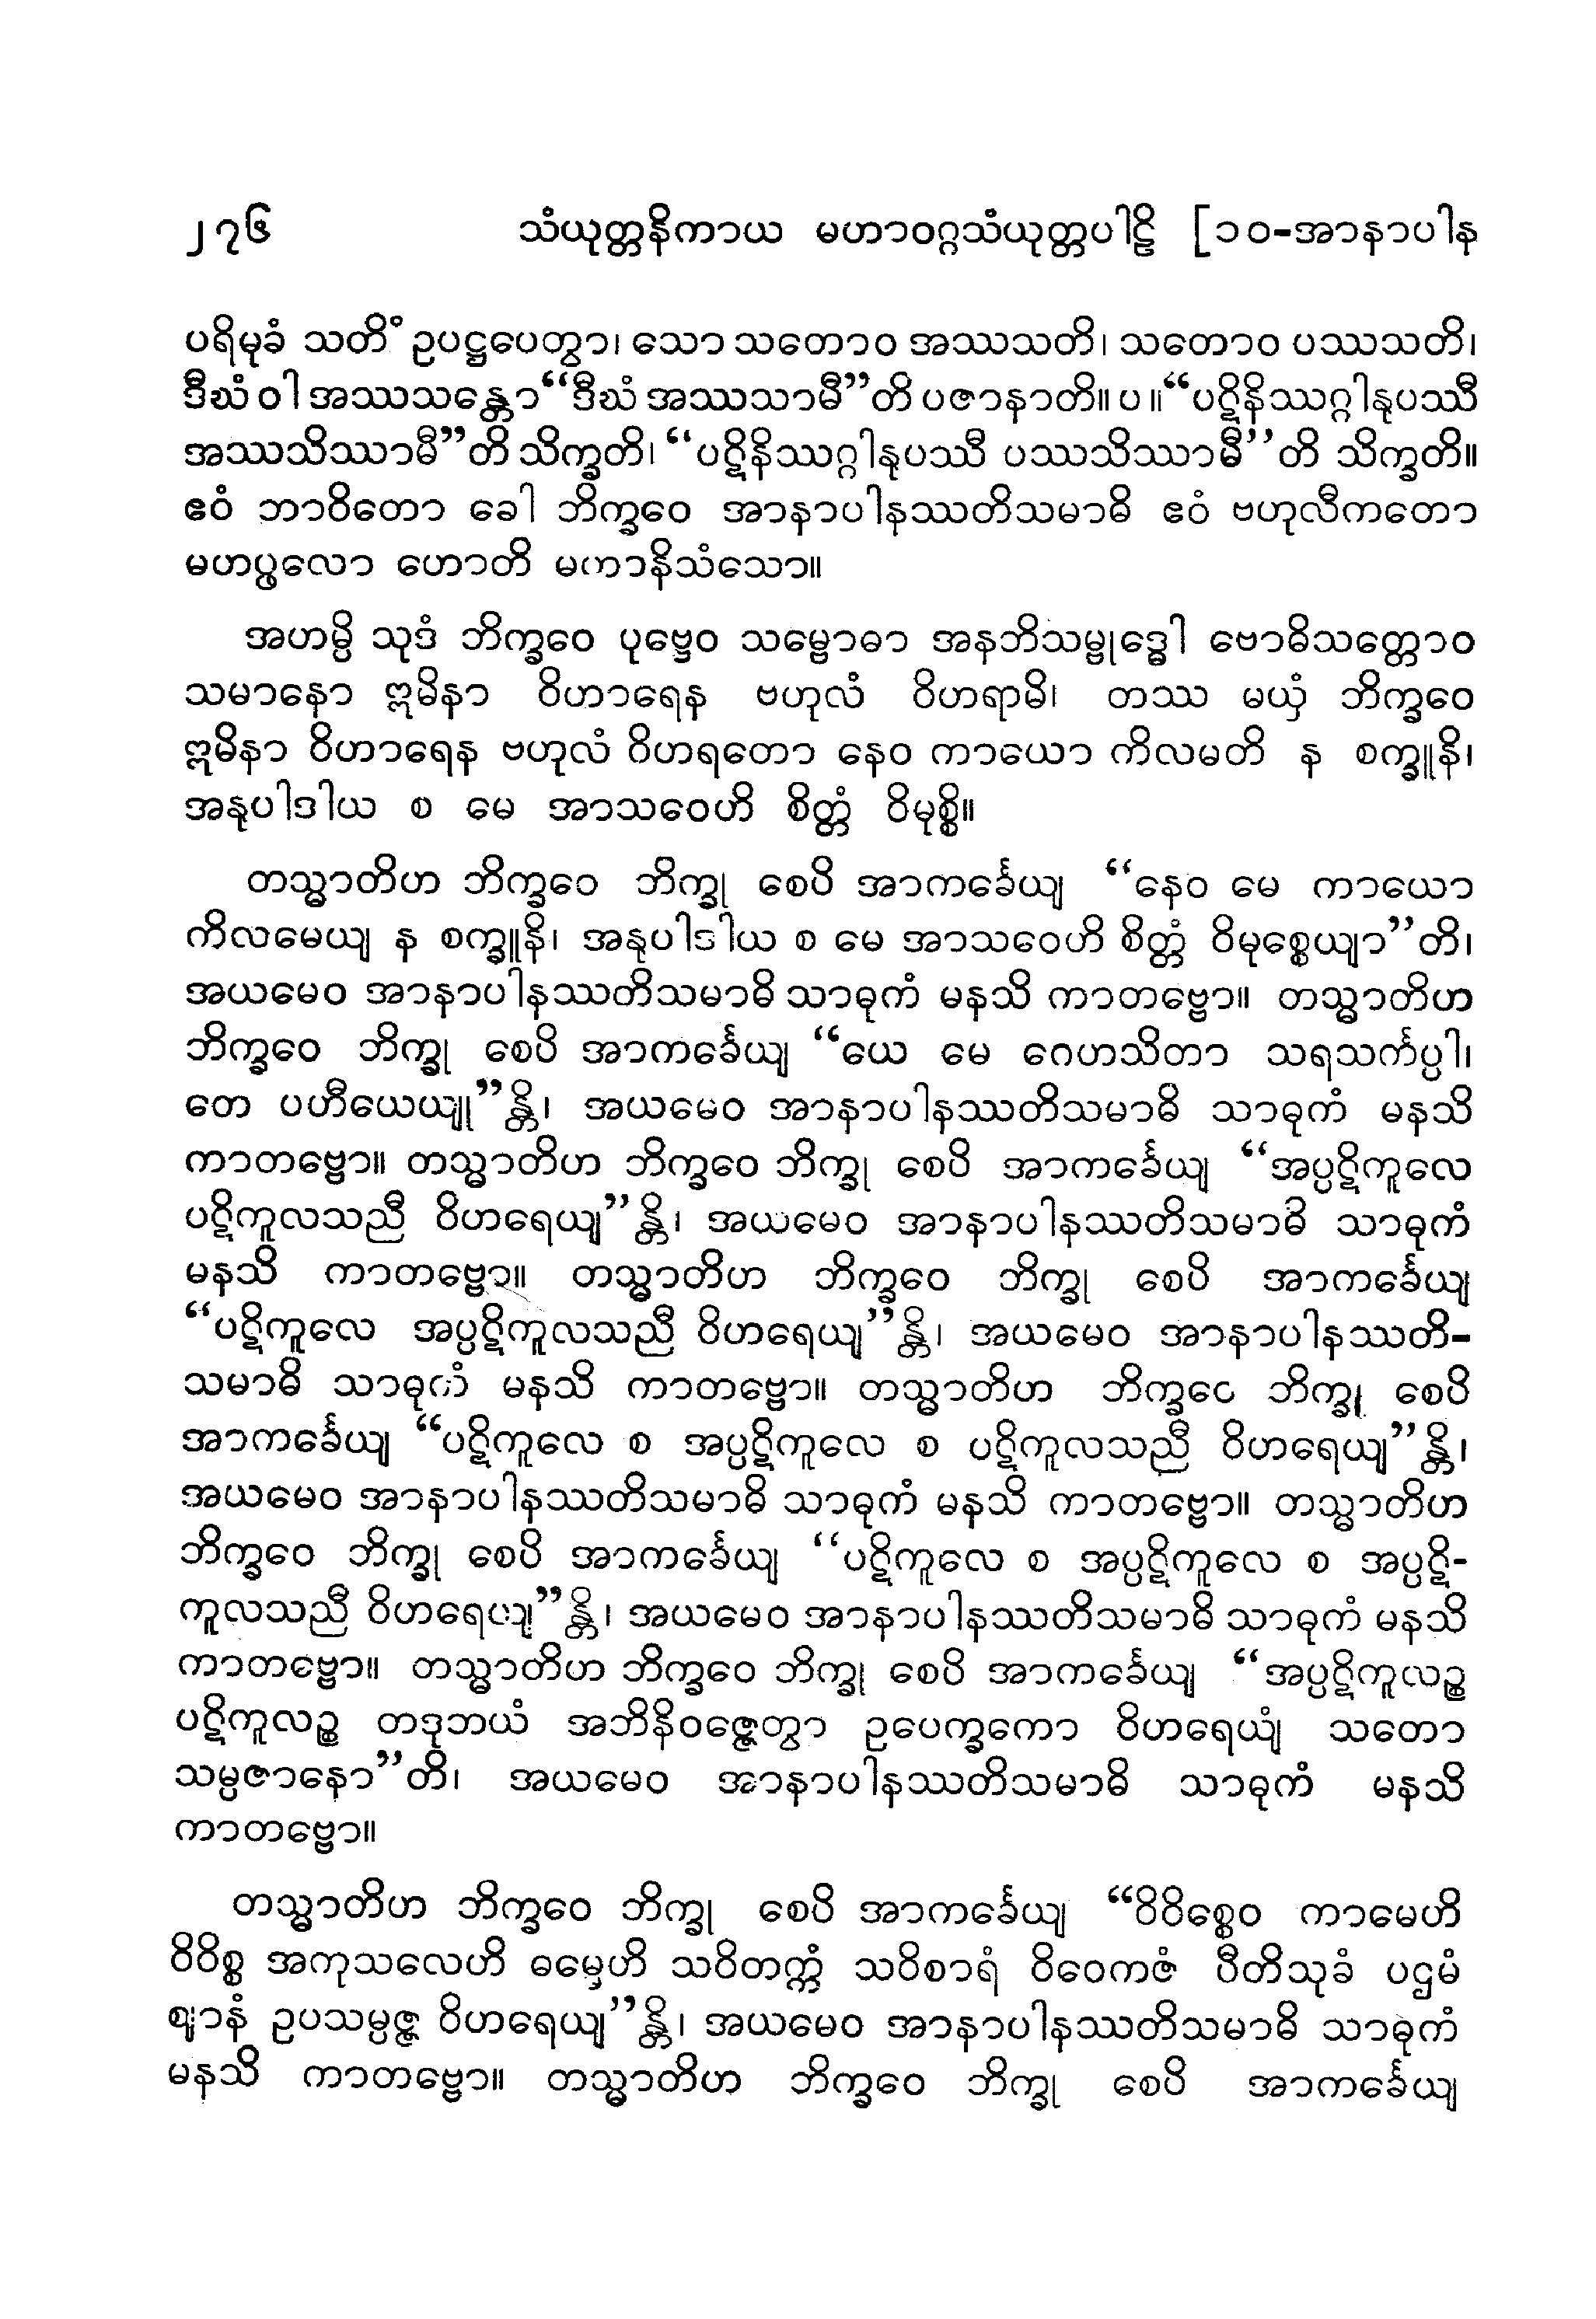 ၂၇၆ သံယုတ္တနိကာယ မဟာဝဂ္ဂသံယုတ္တပါဠိ [၁၀-အာနာပါန
ပရိမုခံ သတိံ ဥပဋ္ဌပေတွာ၊ သော သတောဝ အဿသတိ၊ သတောဝ ပဿသတိ၊
ဒီဃံ ဝါ အဿသန္တော “ဒီဃံ အဿသာမီ”တိ ပဇာနာတိ။ ပ ။ “ပဋိနိဿဂ္ဂါနုပဿီ
အဿသိဿာမီ”တိ သိက္ခတိ၊ “ပဋိနိဿဂ္ဂါနုပဿီ ပဿသိဿာမီ”တိ သိက္ခတိ။
ဧဝံ ဘာဝိတော ခေါ ဘိက္ခဝေ အာနာပါနဿတိသမာဓိ ဧဝံ ဗဟုလီကတော
မဟပ္ဖလော ဟောတိ မဟာနိသံသော။
အဟမ္ပိ သုဒံ ဘိက္ခဝေ ပုဗ္ဗေဝ သမ္ဗောဓာ အနဘိသမ္ဗုဒ္ဓေါ ဗောဓိသတ္တောဝ
သမာနော ဣမိနာ ဝိဟာရေန ဗဟုလံ ဝိဟရာမိ၊ တဿ မယှံ ဘိက္ခဝေ
ဣမိနာ ဝိဟာရေန ဗဟုလံ ဝိဟရတော နေဝ ကာယော ကိလမတိ န စက္ခူနိ၊
အနုပါဒါယ စ မေ အာသဝေဟိ စိတ္တံ ဝိမုစ္စိ။
တသ္မာတိဟ ဘိက္ခဝေ ဘိက္ခု စေပိ အာကင်္ခေယျ “နေဝ မေ ကာယော
ကိလမေယျ န စက္ခူနိ၊ အနုပါဒါယ စ မေ အာသဝေဟိ စိတ္တံ ဝိမုစ္စေယျာ”တိ၊
အယမေဝ အာနာပါနဿတိသမာဓိ သာဓုကံ မနသိ ကာတဗ္ဗော။ တသ္မာတိဟ
ဘိက္ခဝေ ဘိက္ခု စေပိ အာကင်္ခေယျ “ယေ မေ ဂေဟသိတာ သရသင်္ကပ္ပါ၊
တေ ပဟီယေယျု”န္တိ၊ အယမေဝ အာနာပါနဿတိသမာဓိ သာဓုကံ မနသိ
ကာတဗ္ဗော။ တသ္မာတိဟ ဘိက္ခဝေ ဘိက္ခု စေပိ အာကင်္ခေယျ “အပ္ပဋိကူလေ
ပဋိကူလသညီ ဝိဟရေယျ”န္တိ၊ အယမေဝ အာနာပါနဿတိသမာဓိ သာဓုကံ
မနသိ ကာတဗ္ဗော။ တသ္မာတိဟ ဘိက္ခဝေ ဘိက္ခု စေပိ အာကင်္ခေယျ
“ပဋိကူလေ အပ္ပဋိကူလသညီ ဝိဟရေယျ”န္တိ၊ အယမေဝ အာနာပါနဿတိ-
သမာဓိ သာဓုကံ မနသိ ကာတဗ္ဗော။ တသ္မာတိဟ ဘိက္ခဝေ ဘိက္ခု စေပိ
အာကင်္ခေယျ “ပဋိကူလေ စ အပ္ပဋိကူလေ စ ပဋိကူလသညီ ဝိဟရေယျ”န္တိ၊
အယမေဝ အာနာပါနဿတိသမာဓိ သာဓုကံ မနသိ ကာတဗ္ဗော။ တသ္မာတိဟ
ဘိက္ခဝေ ဘိက္ခု စေပိ အာကင်္ခေယျ “ပဋိကူလေ စ အပ္ပဋိကူလေ စ အပ္ပဋိ-
ကူလသညီ ဝိဟရေယျ”န္တိ၊ အယမေဝ အာနာပါနဿတိသမာဓိ သာဓုကံ မနသိ
ကာတဗ္ဗော။ တသ္မာတိဟ ဘိက္ခဝေ ဘိက္ခု စေပိ အာကင်္ခေယျ “အပ္ပဋိကူလဉ္စ
ပဋိကူလဉ္စ တဒုဘယံ အဘိနိဝဇ္ဇေတွာ ဥပေက္ခကော ဝိဟရေယျံ သတော
သမ္ပဇာနော”တိ၊ အယမေဝ အာနာပါနဿတိသမာဓိ သာဓုကံ မနသိ
ကာတဗ္ဗော။
တသ္မာတိဟ ဘိက္ခဝေ ဘိက္ခု စေပိ အာကင်္ခေယျ “ဝိဝိစ္စေဝ ကာမေဟိ
ဝိဝိစ္စ အကုသလေဟိ ဓမ္မေဟိ သဝိတက္ကံ သဝိစာရံ ဝိဝေကဇံ ပီတိသုခံ ပဌမံ
ဈာနံ ဥပသမ္ပဇ္ဇ ဝိဟရေယျ”န္တိ၊ အယမေဝ အာနာပါနဿတိသမာဓိ သာဓုကံ
မနသိ ကာတဗ္ဗော။ တသ္မာတိဟ ဘိက္ခဝေ ဘိက္ခု စေပိ အာကင်္ခေယျ